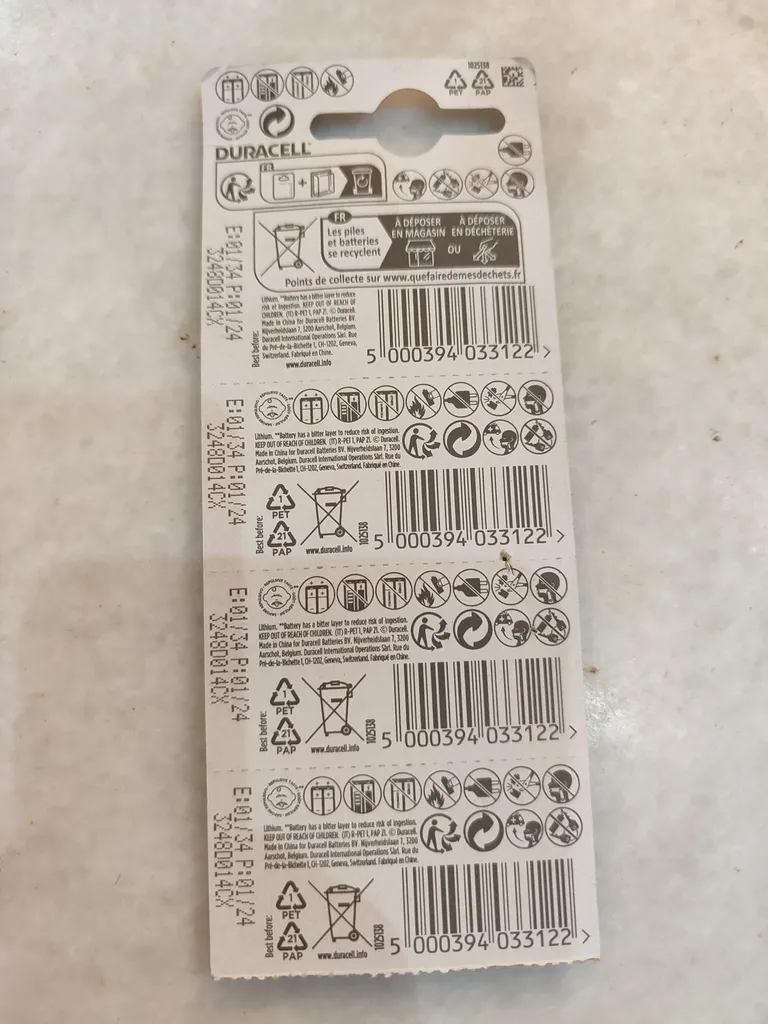 1025138
PET
21
PAP
DURACELL
FR
+
FR
Les piles
et batteries
se recyclent
À DÉPOSER
EN MAGASIN
OU
À DÉPOSER
EN DÉCHÈTERIE
Points de collecte sur www.quefairedemesdechets.fr
E:01/34 P:01/24
3248D014CX
Best before:
Lithium. **Battery has a bitter layer to reduce
risk of ingestion. KEEP OUT OF REACH OF
CHILDREN. (IT) R-PET 1, PAP 21. © Duracell.
Made in China for Duracell Batteries BV.
Nijverheidslaan 7, 3200 Aarschot, Belgium.
Duracell International Operations Sàrl. Rue
du Pré-de-la-Bichette 1, CH-1202, Geneva,
Switzerland. Fabriqué en Chine.
www.duracell.info
5 000394 033122 >
E:01/34 P:01/24
3248D014CX
Lithium. **Battery has a bitter layer to reduce risk of ingestion.
KEEP OUT OF REACH OF CHILDREN. (IT) R-PET 1, PAP 21. © Duracell.
Made in China for Duracell Batteries BV. Nijverheidslaan 7, 3200
Aarschot, Belgium. Duracell International Operations Sàrl. Rue du
Pré-de-la-Bichette 1, CH-1202, Geneva, Switzerland. Fabriqué en Chine.
Best before:
1
PET
21
PAP
www.duracell.info
1025138
5 000394 033122 >
E:01/34 P:01/24
3248D014CX
Lithium. **Battery has a bitter layer to reduce risk of ingestion.
KEEP OUT OF REACH OF CHILDREN. (IT) R-PET 1, PAP 21. © Duracell.
Made in China for Duracell Batteries BV. Nijverheidslaan 7, 3200
Aarschot, Belgium. Duracell International Operations Sàrl. Rue du
Pré-de-la-Bichette 1, CH-1202, Geneva, Switzerland. Fabriqué en Chine.
Best before:
1
PET
21
PAP
www.duracell.info
1025138
5 000394 033122 >
E:01/34 P:01/24
3248D014CX
Lithium. **Battery has a bitter layer to reduce risk of ingestion.
KEEP OUT OF REACH OF CHILDREN. (IT) R-PET 1, PAP 21. © Duracell.
Made in China for Duracell Batteries BV. Nijverheidslaan 7, 3200
Aarschot, Belgium. Duracell International Operations Sàrl. Rue du
Pré-de-la-Bichette 1, CH-1202, Geneva, Switzerland. Fabriqué en Chine.
Best before:
1
PET
21
PAP
www.duracell.info
1025138
5 000394 033122 >